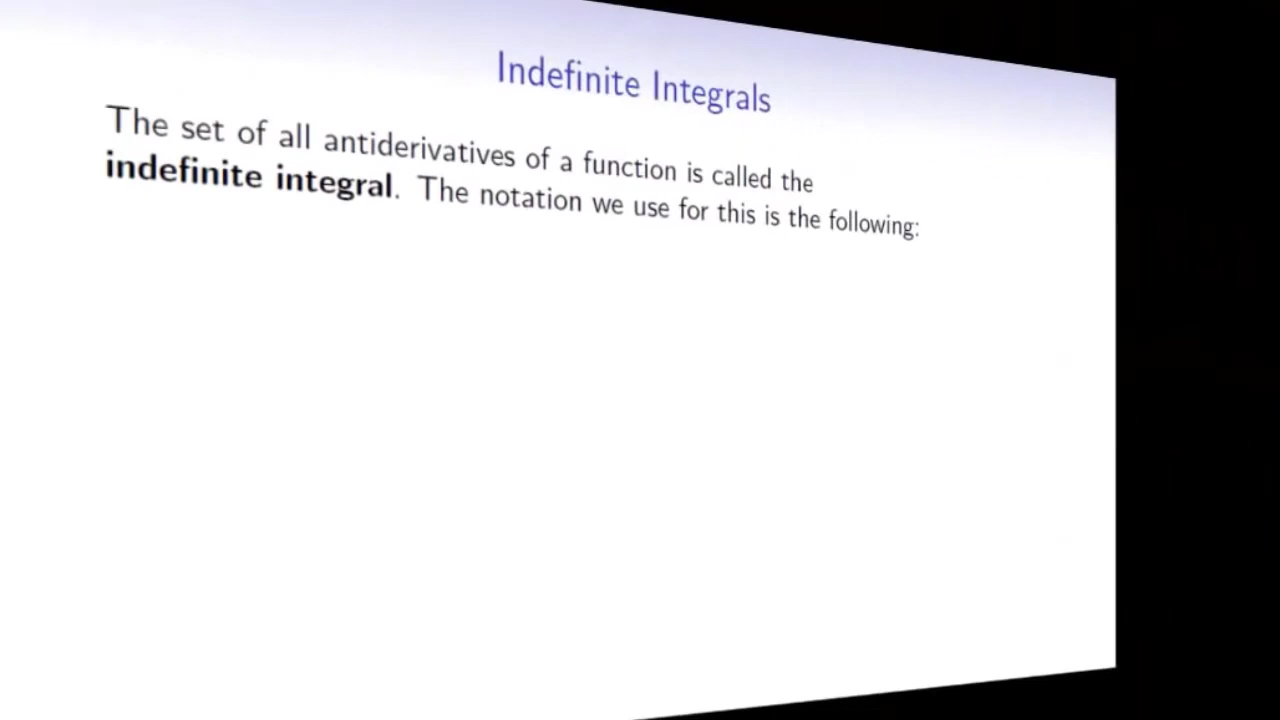 Indefinite Integrals
The set of all antiderivatives of a function is called the
indefinite integral. The notation we use for this is the following: